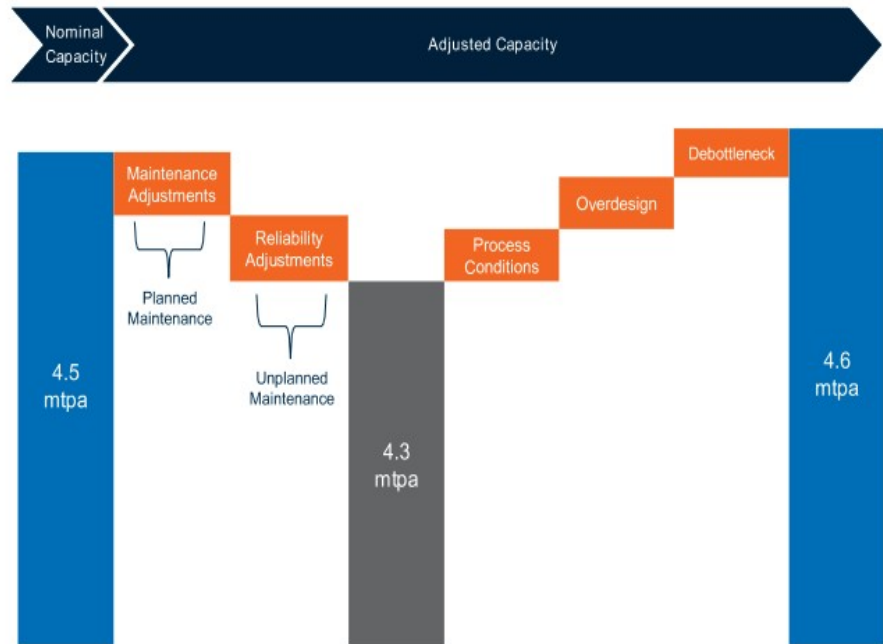 Nominal
Capacity
Adjusted Capacity
Maintenance
Adjustments
Reliability
Adjustments
Planned
Maintenance
Unplanned
Maintenance
Process
Conditions
Overdesign
Debottleneck
4.5
mtpa
4.3
mtpa
4.6
mtpa